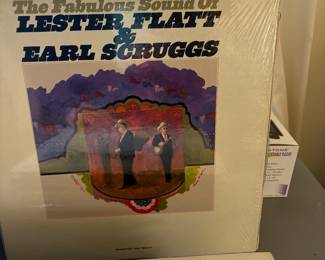 The Fabulous Sound Of
LESTER FLATT
&
EARL SCRUGGS